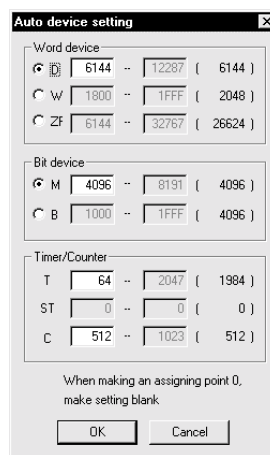 Auto device setting
Word device
D 6144 -- 12287 ( 6144 )
W 1800 -- 1FFF ( 2048 )
ZF 6144 -- 32767 ( 26624 )
Bit device
M 4096 -- 8191 ( 4096 )
B 1000 -- 1FFF ( 4096 )
Timer/Counter
T 64 -- 2047 ( 1984 )
ST 0 -- 0 ( 0 )
C 512 -- 1023 ( 512 )
When making an assigning point 0,
make setting blank
OK Cancel